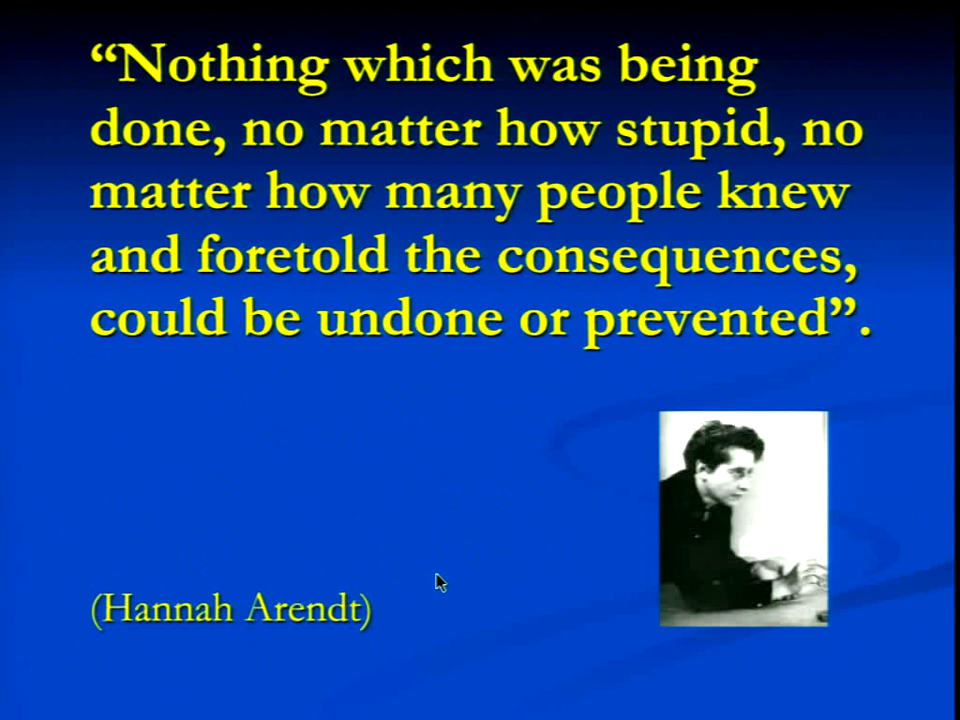 “Nothing which was being
done, no matter how stupid, no
matter how many people knew
and foretold the consequences,
could be undone or prevented”.
(Hannah Arendt)